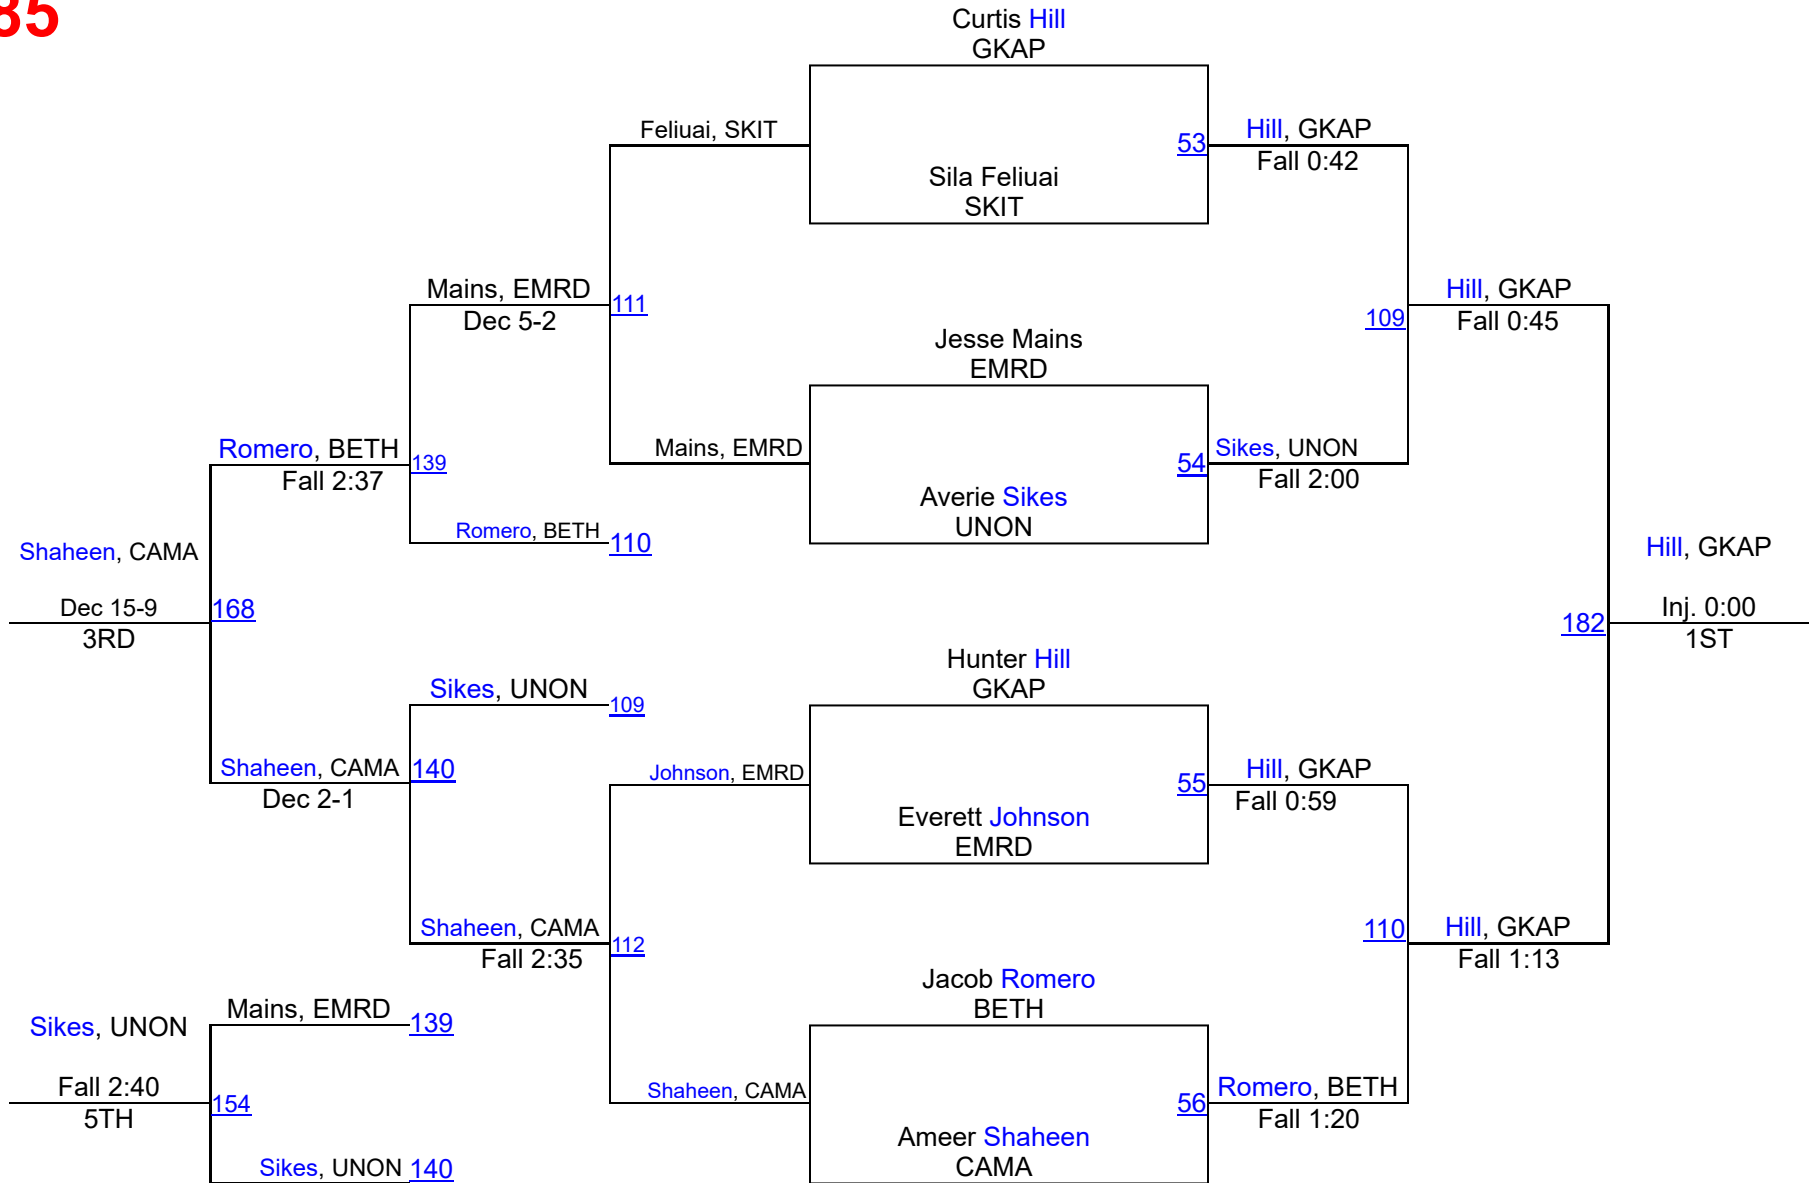 85
Curtis Hill
GKAP
Feliuai, SKIT
53
Hill, GKAP
Fall 0:42
Sila Feliuai
SKIT
Mains, EMRD
Dec 5-2
111
Hill, GKAP
Fall 0:45
109
Jesse Mains
EMRD
Romero, BETH
Fall 2:37
139
Mains, EMRD
54
Sikes, UNON
Fall 2:00
Averie Sikes
UNON
Romero, BETH
110
Shaheen, CAMA
Dec 15-9
3RD
168
Hill, GKAP
Inj. 0:00
1ST
182
Hunter Hill
GKAP
Sikes, UNON
109
Shaheen, CAMA
Dec 2-1
140
Johnson, EMRD
55
Hill, GKAP
Fall 0:59
Everett Johnson
EMRD
Shaheen, CAMA
Fall 2:35
112
110
Hill, GKAP
Fall 1:13
Jacob Romero
BETH
Mains, EMRD
139
Sikes, UNON
Fall 2:40
5TH
154
Shaheen, CAMA
56
Romero, BETH
Fall 1:20
Ameer Shaheen
CAMA
Sikes, UNON
140